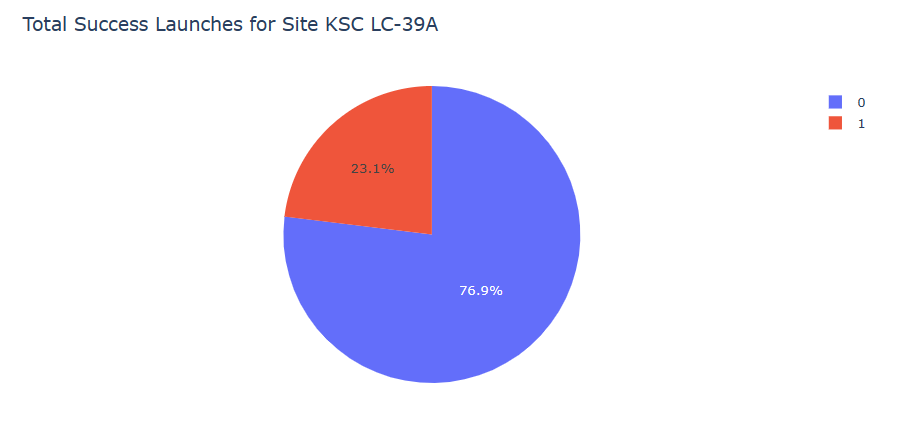 Total Success Launches for Site KSC LC-39A
0
1
23.1%
76.9%